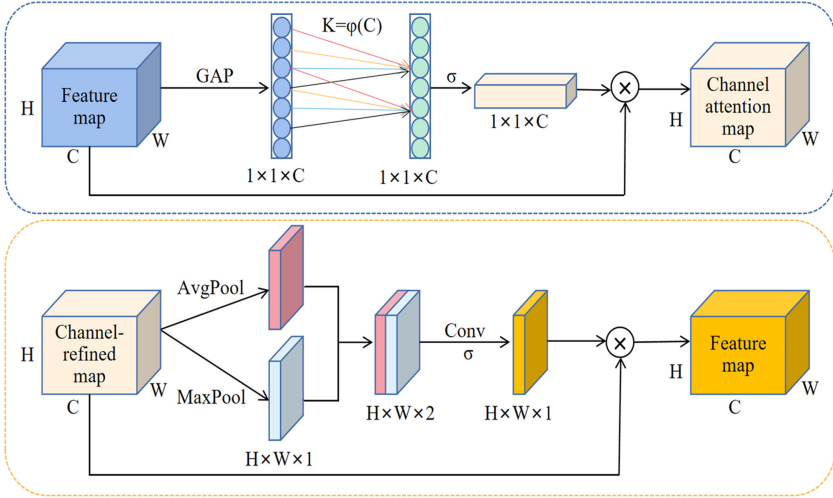 K=φ(C)
GAP
σ
H
Feature
map
W
C
1×1×C
1×1×C
1×1×C
H
Channel
attention
map
W
C
AvgPool
MaxPool
H
Channel-
refined
map
W
C
H×W×1
H×W×2
Conv
σ
H×W×1
H
Feature
map
W
C